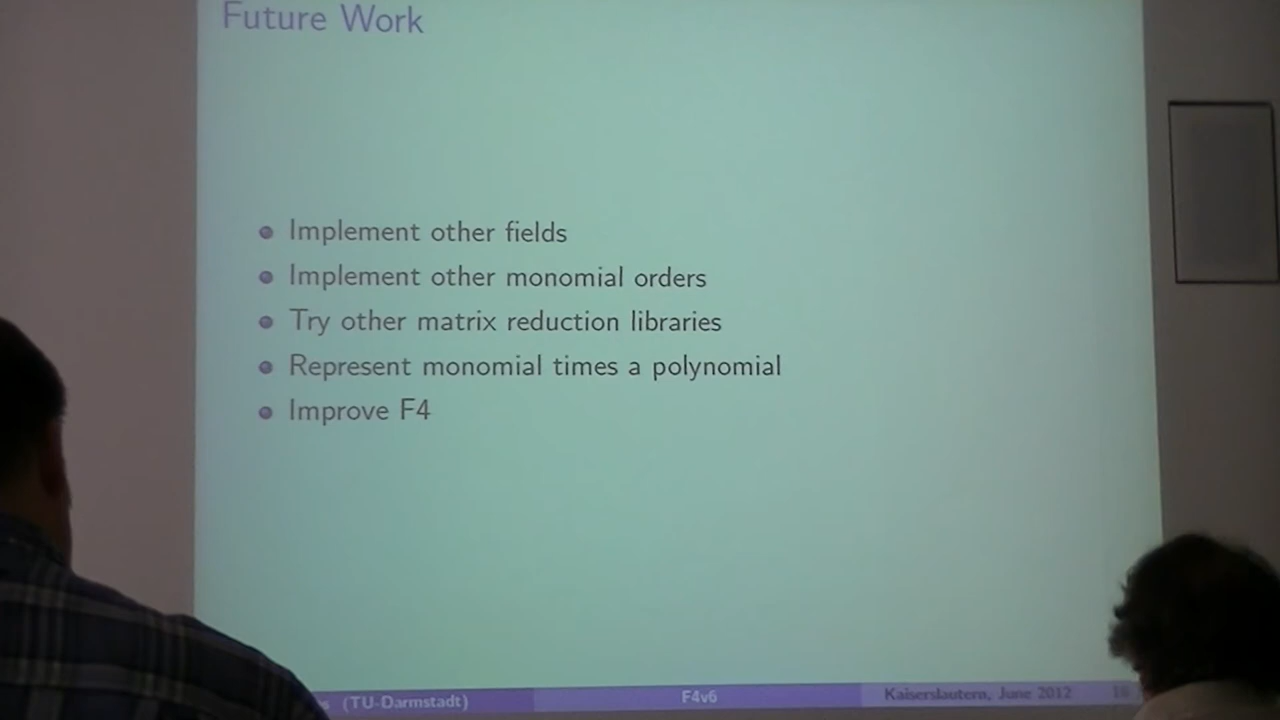 Future Work
Implement other fields
Implement other monomial orders
Try other matrix reduction libraries
Represent monomial times a polynomial
Improve F4
(TU-Darmstadt) F4v6 Kaiserslautern, June 2012